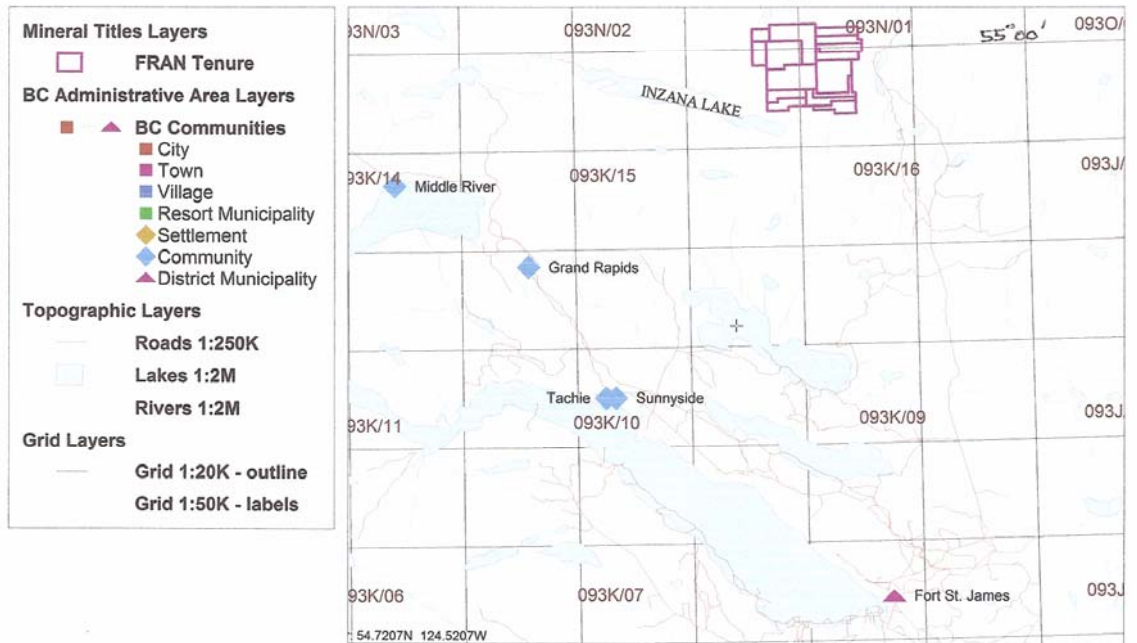 Mineral Titles Layers
FRAN Tenure
BC Administrative Area Layers
BC Communities
City
Town
Village
Resort Municipality
Settlement
Community
District Municipality
Topographic Layers
Roads 1:250K
Lakes 1:2M
Rivers 1:2M
Grid Layers
Grid 1:20K - outline
Grid 1:50K - labels
93N/03
093N/02
093N/01
55°00'
093O/
INZANA LAKE
93K/14
Middle River
093K/15
093K/16
093J/
Grand Rapids
Tachie
Sunnyside
93K/11
093K/10
093K/09
093J
93K/06
093K/07
Fort St. James
093J
: 54.7207N 124.5207W